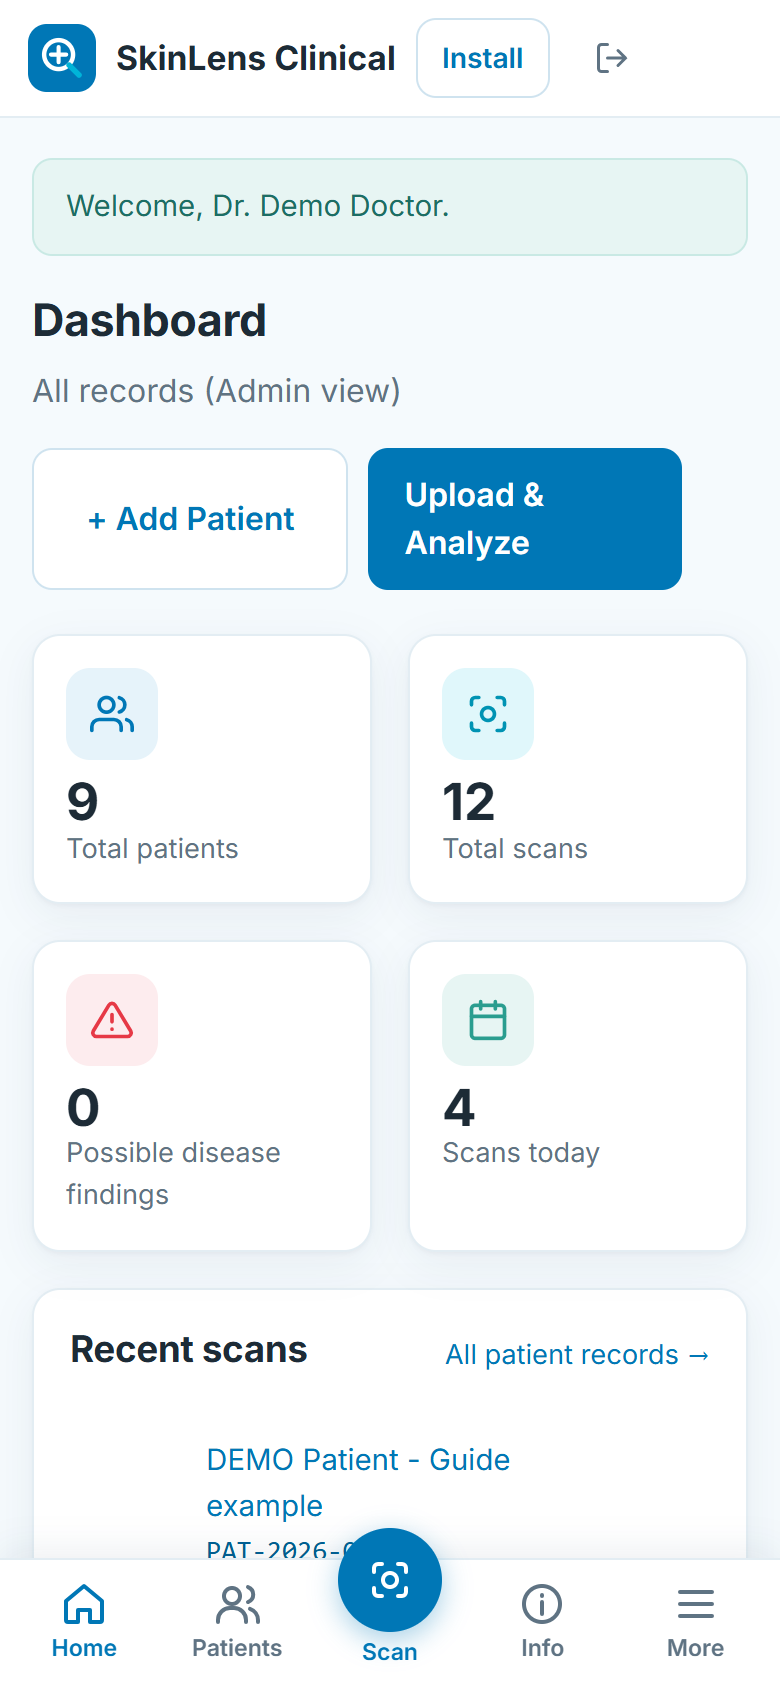 SkinLens Clinical
Install
Welcome, Dr. Demo Doctor.
Dashboard
All records (Admin view)
+ Add Patient
Upload &
Analyze
9
Total patients
12
Total scans
0
Possible disease
findings
4
Scans today
Recent scans
All patient records →
DEMO Patient - Guide
example
PAT-2026-
Home
Patients
Scan
Info
More